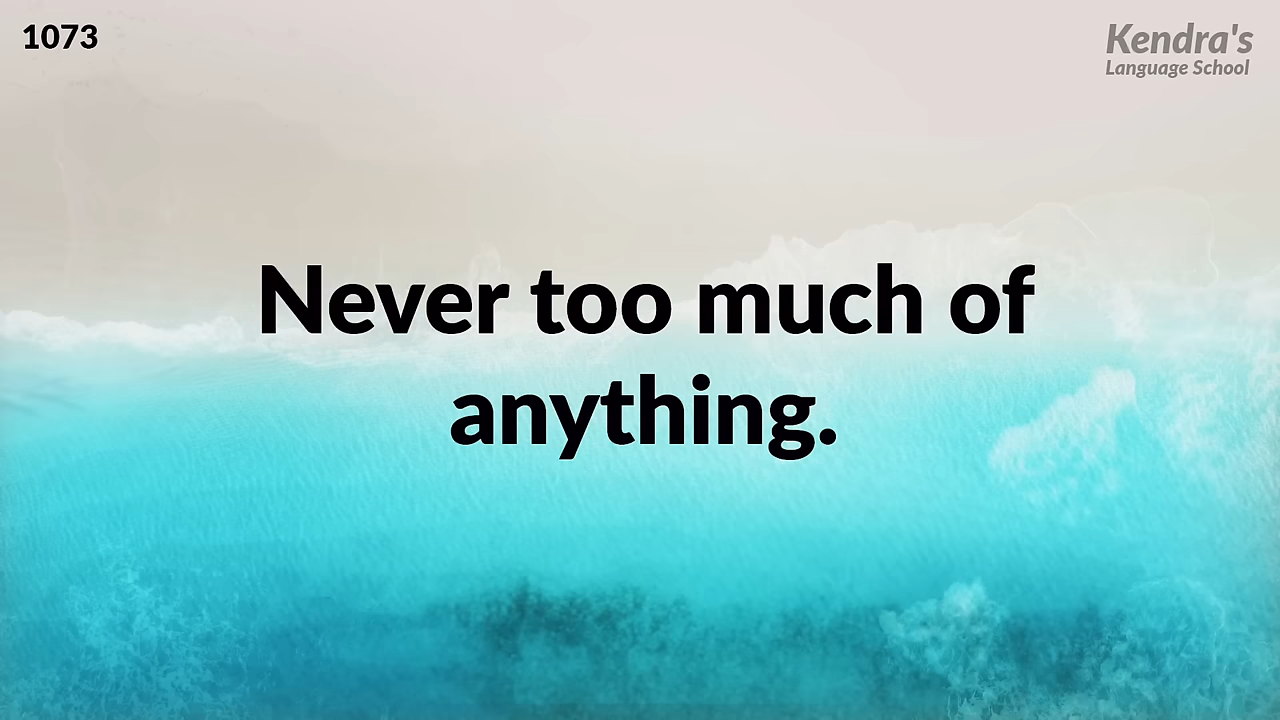 1073
Kendra's
Language School
Never too much of
anything.